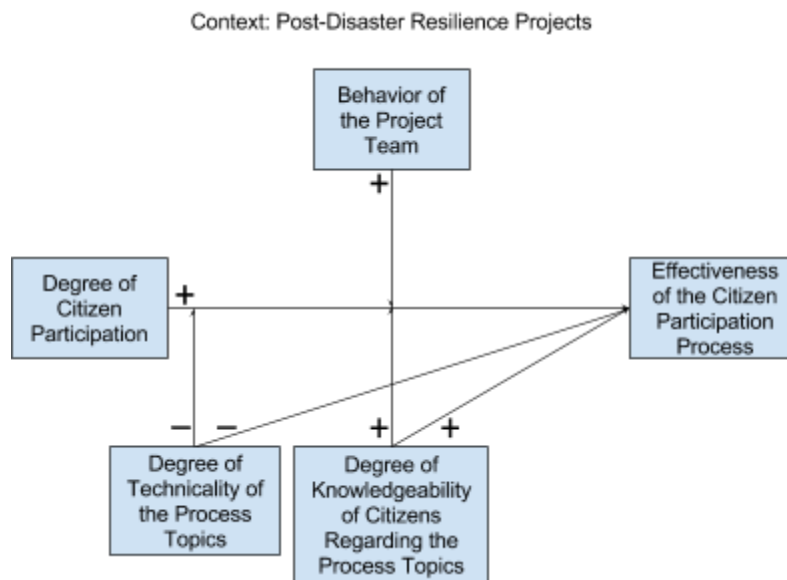 Context: Post-Disaster Resilience Projects
Behavior of
the Project
Team
+
Degree of
Citizen
Participation
+
Effectiveness
of the Citizen
Participation
Process
−
−
+
+
Degree of
Technicality of
the Process
Topics
Degree of
Knowledgeability
of Citizens
Regarding the
Process Topics